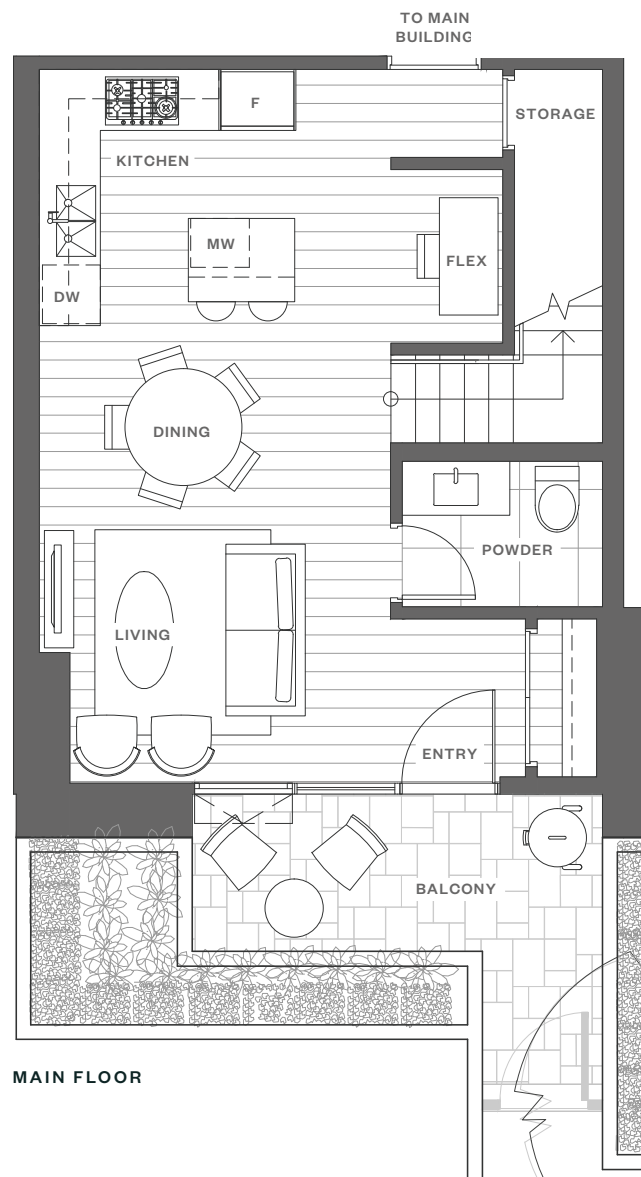 TO MAIN
BUILDING
F
STORAGE
KITCHEN
MW
FLEX
DW
DINING
POWDER
LIVING
ENTRY
BALCONY
MAIN FLOOR